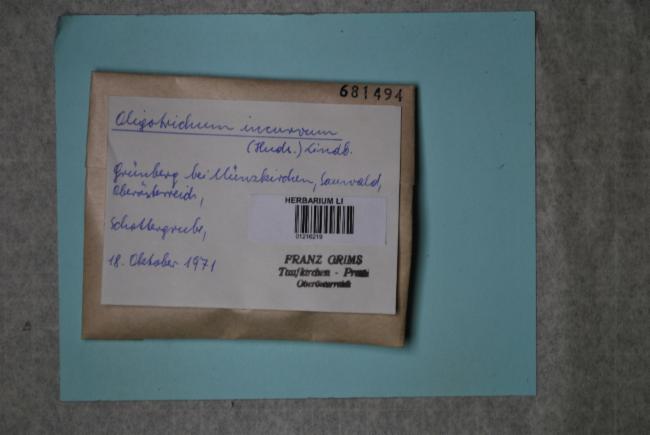 681494
Oligotrichum incurvum
(Huds.) Lindb.
Grünberg bei Münzkirchen, Sauwald,
Oberösterreich,
Schottergrube,
18. Oktober 1971
HERBARIUM LI
01216219
FRANZ GRIMS
Taufkirchen - Pram
Oberösterreich